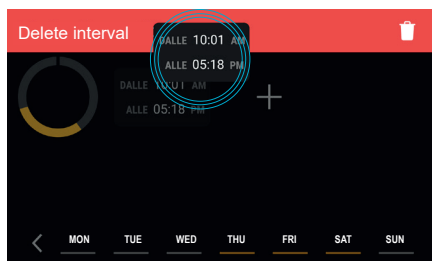 Delete interval
DALLE 10:01 AM
ALLE 05:18 PM
DALLE 10:01 AM
ALLE 05:18 PM
MON TUE WED THU FRI SAT SUN